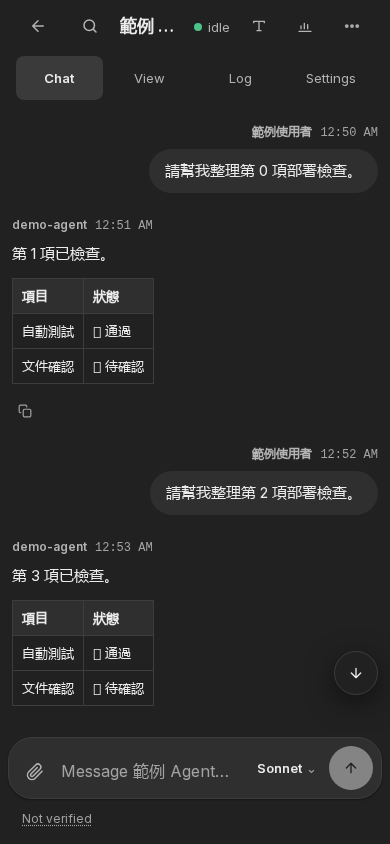 範例 …
idle
Chat
View
Log
Settings
範例使用者 12:50 AM
請幫我整理第 0 項部署檢查。
demo-agent 12:51 AM
第 1 項已檢查。
項目 狀態
自動測試 通過
文件確認 待確認
範例使用者 12:52 AM
請幫我整理第 2 項部署檢查。
demo-agent 12:53 AM
第 3 項已檢查。
項目 狀態
自動測試 通過
文件確認 待確認
Message 範例 Agent…
Sonnet
Not verified